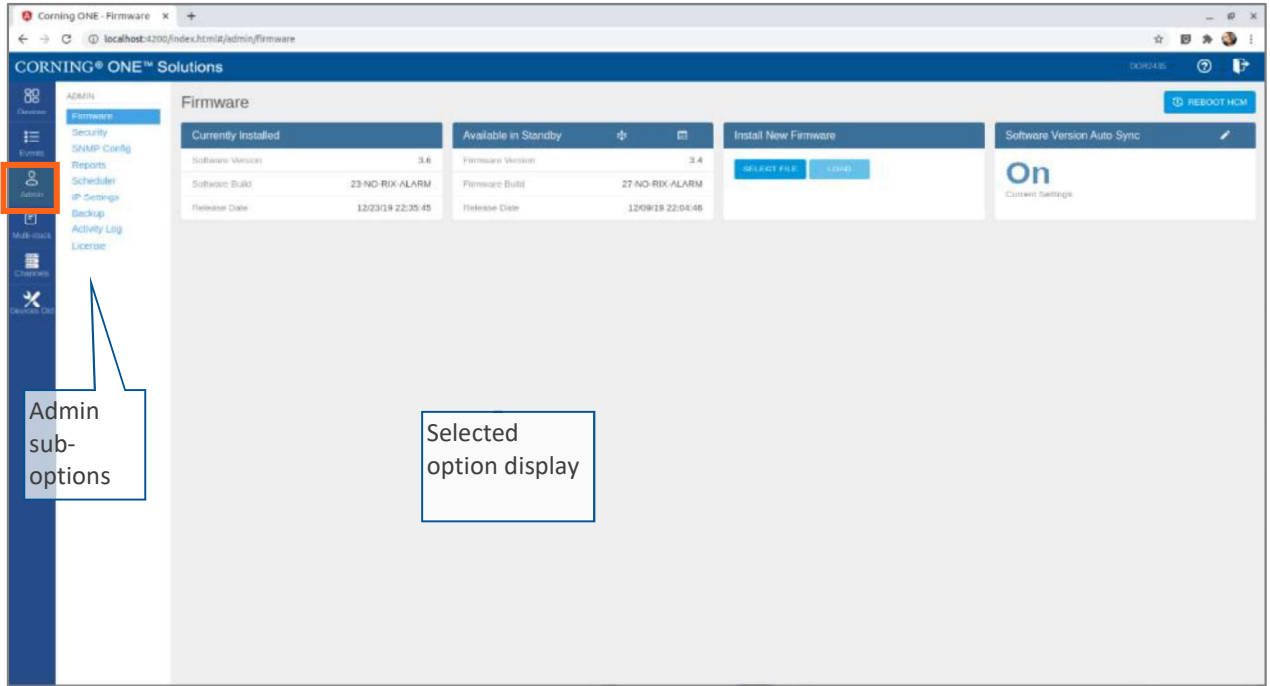 Corning ONE - Firmware × +
localhost:4200/index.html#/admin/firmware
CORNING® ONE™ Solutions
REBOOT HCM
Devices
Events
Admin
Multi-stack
Channels
Devices Old
ADMIN
Firmware
Security
SNMP Config
Reports
Scheduler
IP Settings
Backup
Activity Log
License
Firmware
Currently Installed
Software Version 3.6
Software Build 23-NO-RIX-ALARM
Release Date 12/23/19 22:35:45
Available in Standby
Firmware Version 3.4
Firmware Build 27-NO-RIX-ALARM
Release Date 12/09/19 22:04:46
Install New Firmware
SELECT FILE LOAD
Software Version Auto Sync
On
Current Settings
Admin
sub-
options
Selected
option display